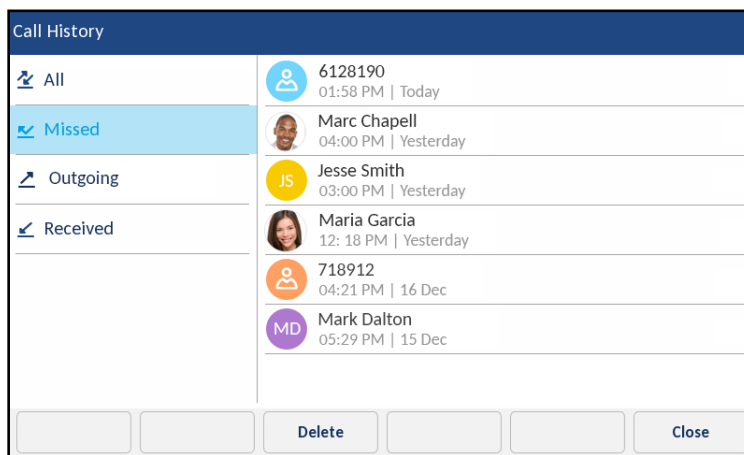 Call History
All
Missed
Outgoing
Received
6128190
01:58 PM | Today
Marc Chapell
04:00 PM | Yesterday
JS
Jesse Smith
03:00 PM | Yesterday
Maria Garcia
12: 18 PM | Yesterday
718912
04:21 PM | 16 Dec
MD
Mark Dalton
05:29 PM | 15 Dec
Delete
Close